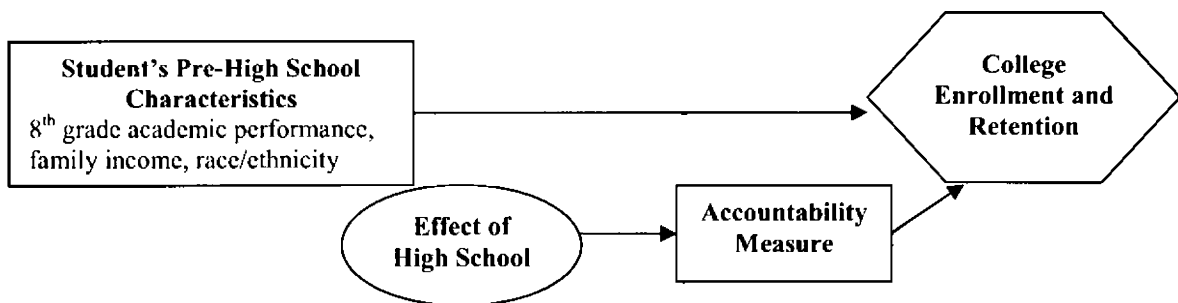 Student's Pre-High School
Characteristics
8th grade academic performance,
family income, race/ethnicity
College
Enrollment and
Retention
Effect of
High School
Accountability
Measure